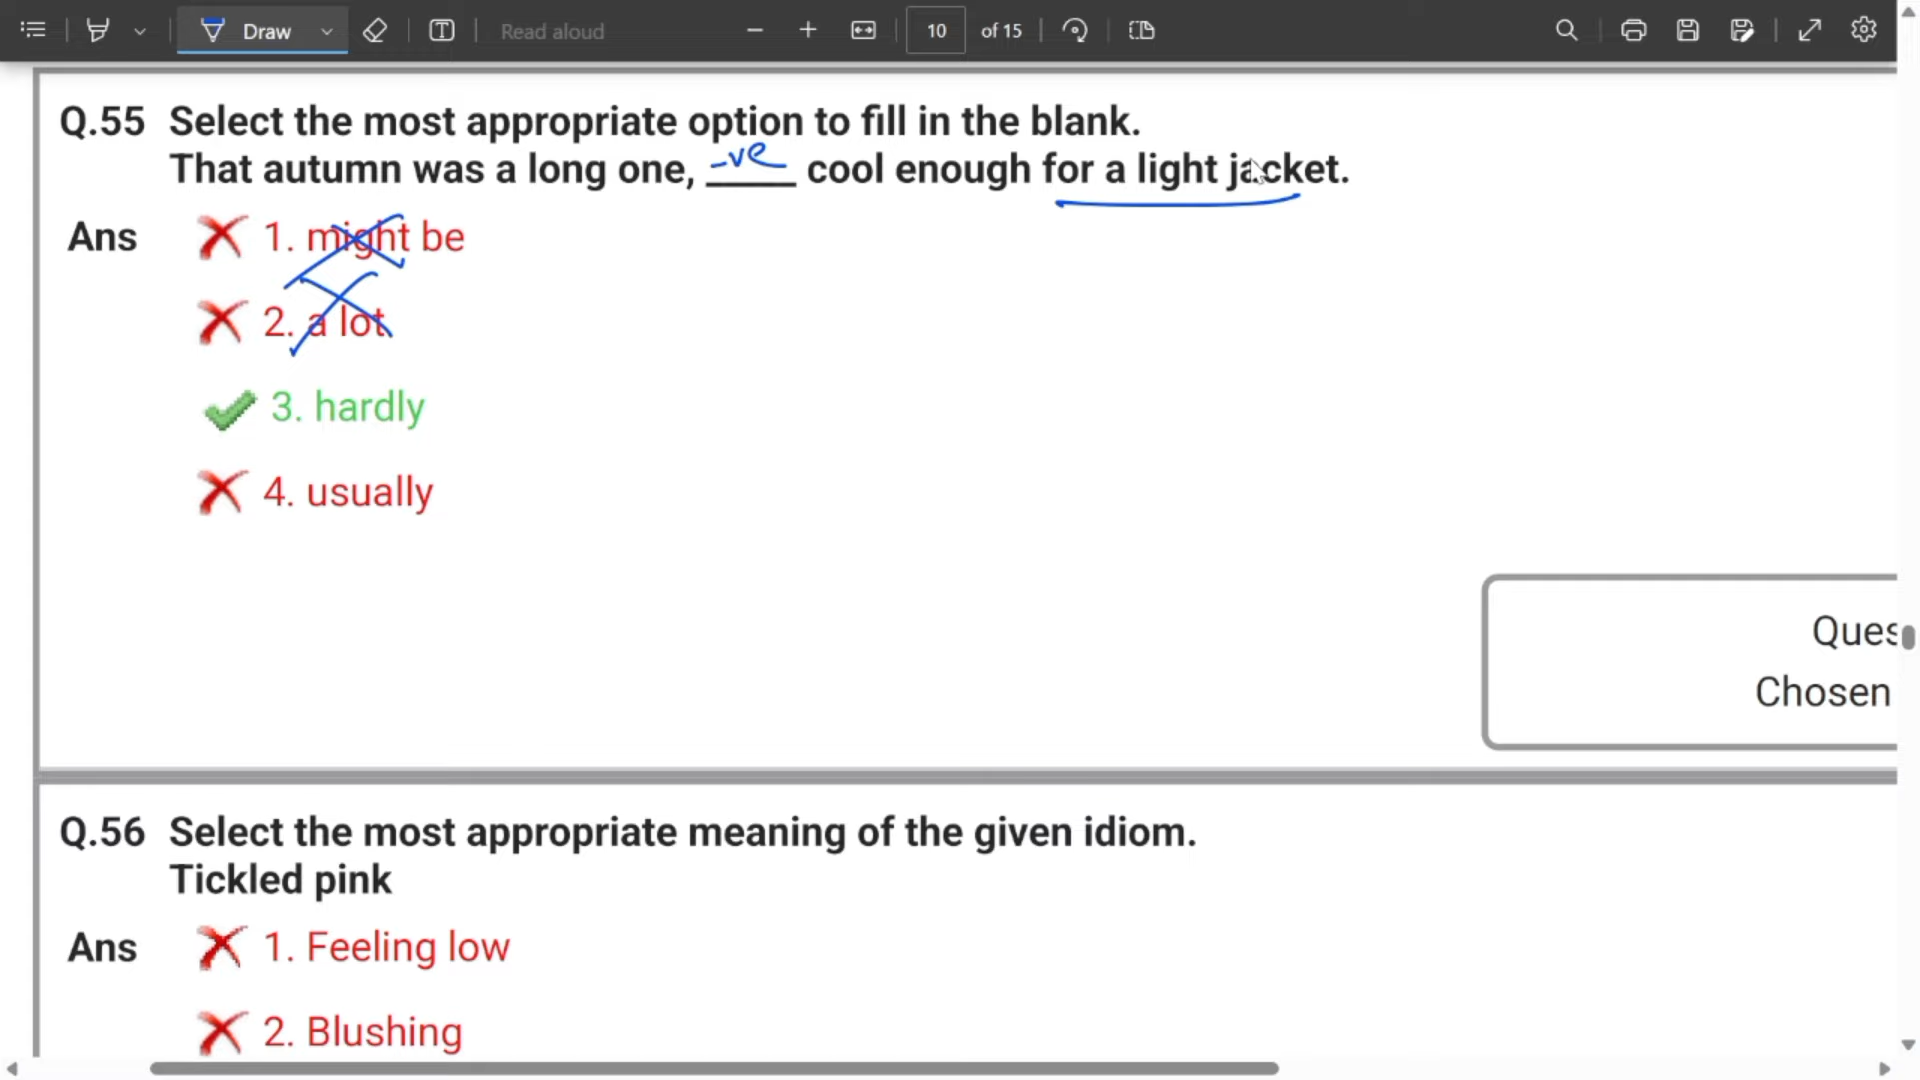 Draw
Read aloud
10 of 15
Q.55 Select the most appropriate option to fill in the blank.
-ve
That autumn was a long one, _____ cool enough for a light jacket.
Ans 1. might be
2. a lot
3. hardly
4. usually
Ques
Chosen
Q.56 Select the most appropriate meaning of the given idiom.
Tickled pink
Ans 1. Feeling low
2. Blushing